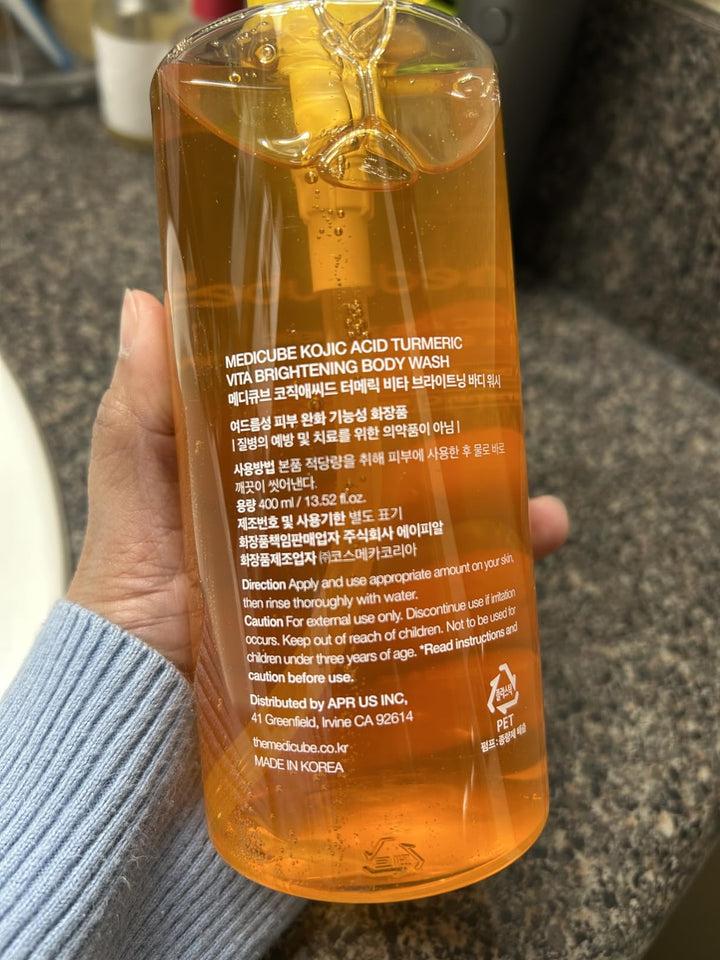 MEDICUBE KOJIC ACID TURMERIC
VITA BRIGHTENING BODY WASH
메디큐브 코직애씨드 터메릭 비타 브라이트닝 바디 워시
여드름성 피부 완화 기능성 화장품
| 질병의 예방 및 치료를 위한 의약품이 아님 |
사용방법 본품 적당량을 취해 피부에 사용한 후 물로 바로
깨끗이 씻어낸다.
용량 400 ml / 13.52 fl.oz.
제조번호 및 사용기한 별도 표기
화장품책임판매업자 주식회사 에이피알
화장품제조업자 ㈜코스메카코리아
Direction Apply and use appropriate amount on your skin,
then rinse thoroughly with water.
Caution For external use only. Discontinue use if irritation
occurs. Keep out of reach of children. Not to be used for
children under three years of age. *Read instructions and
caution before use.
Distributed by APR US INC,
41 Greenfield, Irvine CA 92614
themedicube.co.kr
MADE IN KOREA
플라스틱
PET
펌프 : 종량제 배출